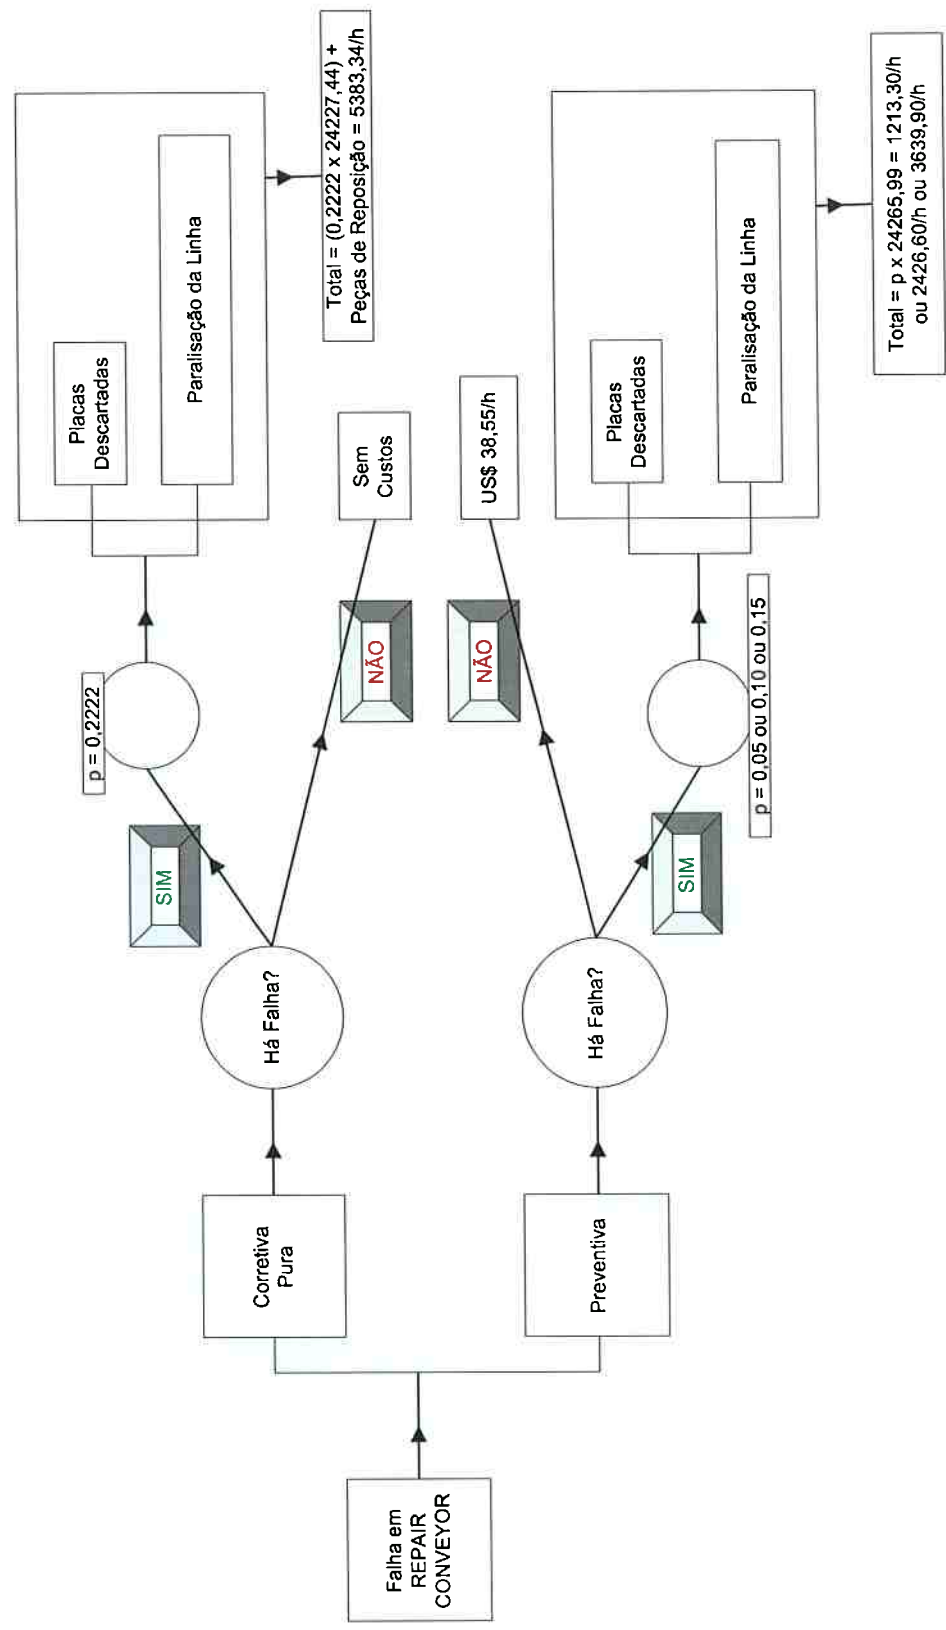 Falha em
REPAIR
CONVEYOR
Corretiva
Pura
Há Falha?
SIM
p = 0,2222
Placas
Descartadas
Paralisação da Linha
Total = (0,2222 x 24227,44) +
Peças de Reposição = 5383,34/h
NÃO
Sem
Custos
Preventiva
Há Falha?
NÃO
US$ 38,55/h
SIM
p = 0,05 ou 0,10 ou 0,15
Placas
Descartadas
Paralisação da Linha
Total = p x 24265,99 = 1213,30/h
ou 2426,60/h ou 3639,90/h